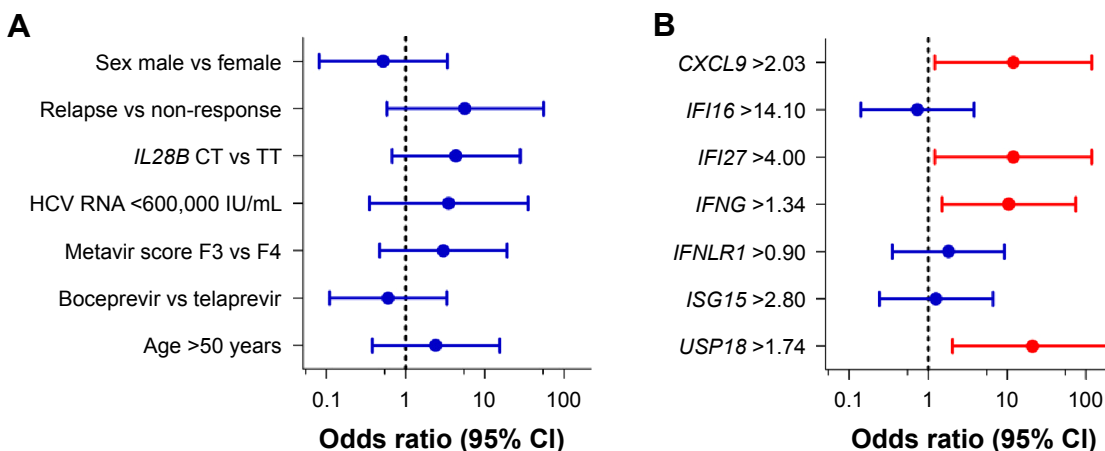 A
Sex male vs female
Relapse vs non-response
IL28B CT vs TT
HCV RNA <600,000 IU/mL
Metavir score F3 vs F4
Boceprevir vs telaprevir
Age >50 years
0.1 1 10 100
Odds ratio (95% CI)
B
CXCL9 >2.03
IFI16 >14.10
IFI27 >4.00
IFNG >1.34
IFNLR1 >0.90
ISG15 >2.80
USP18 >1.74
0.1 1 10 100
Odds ratio (95% CI)